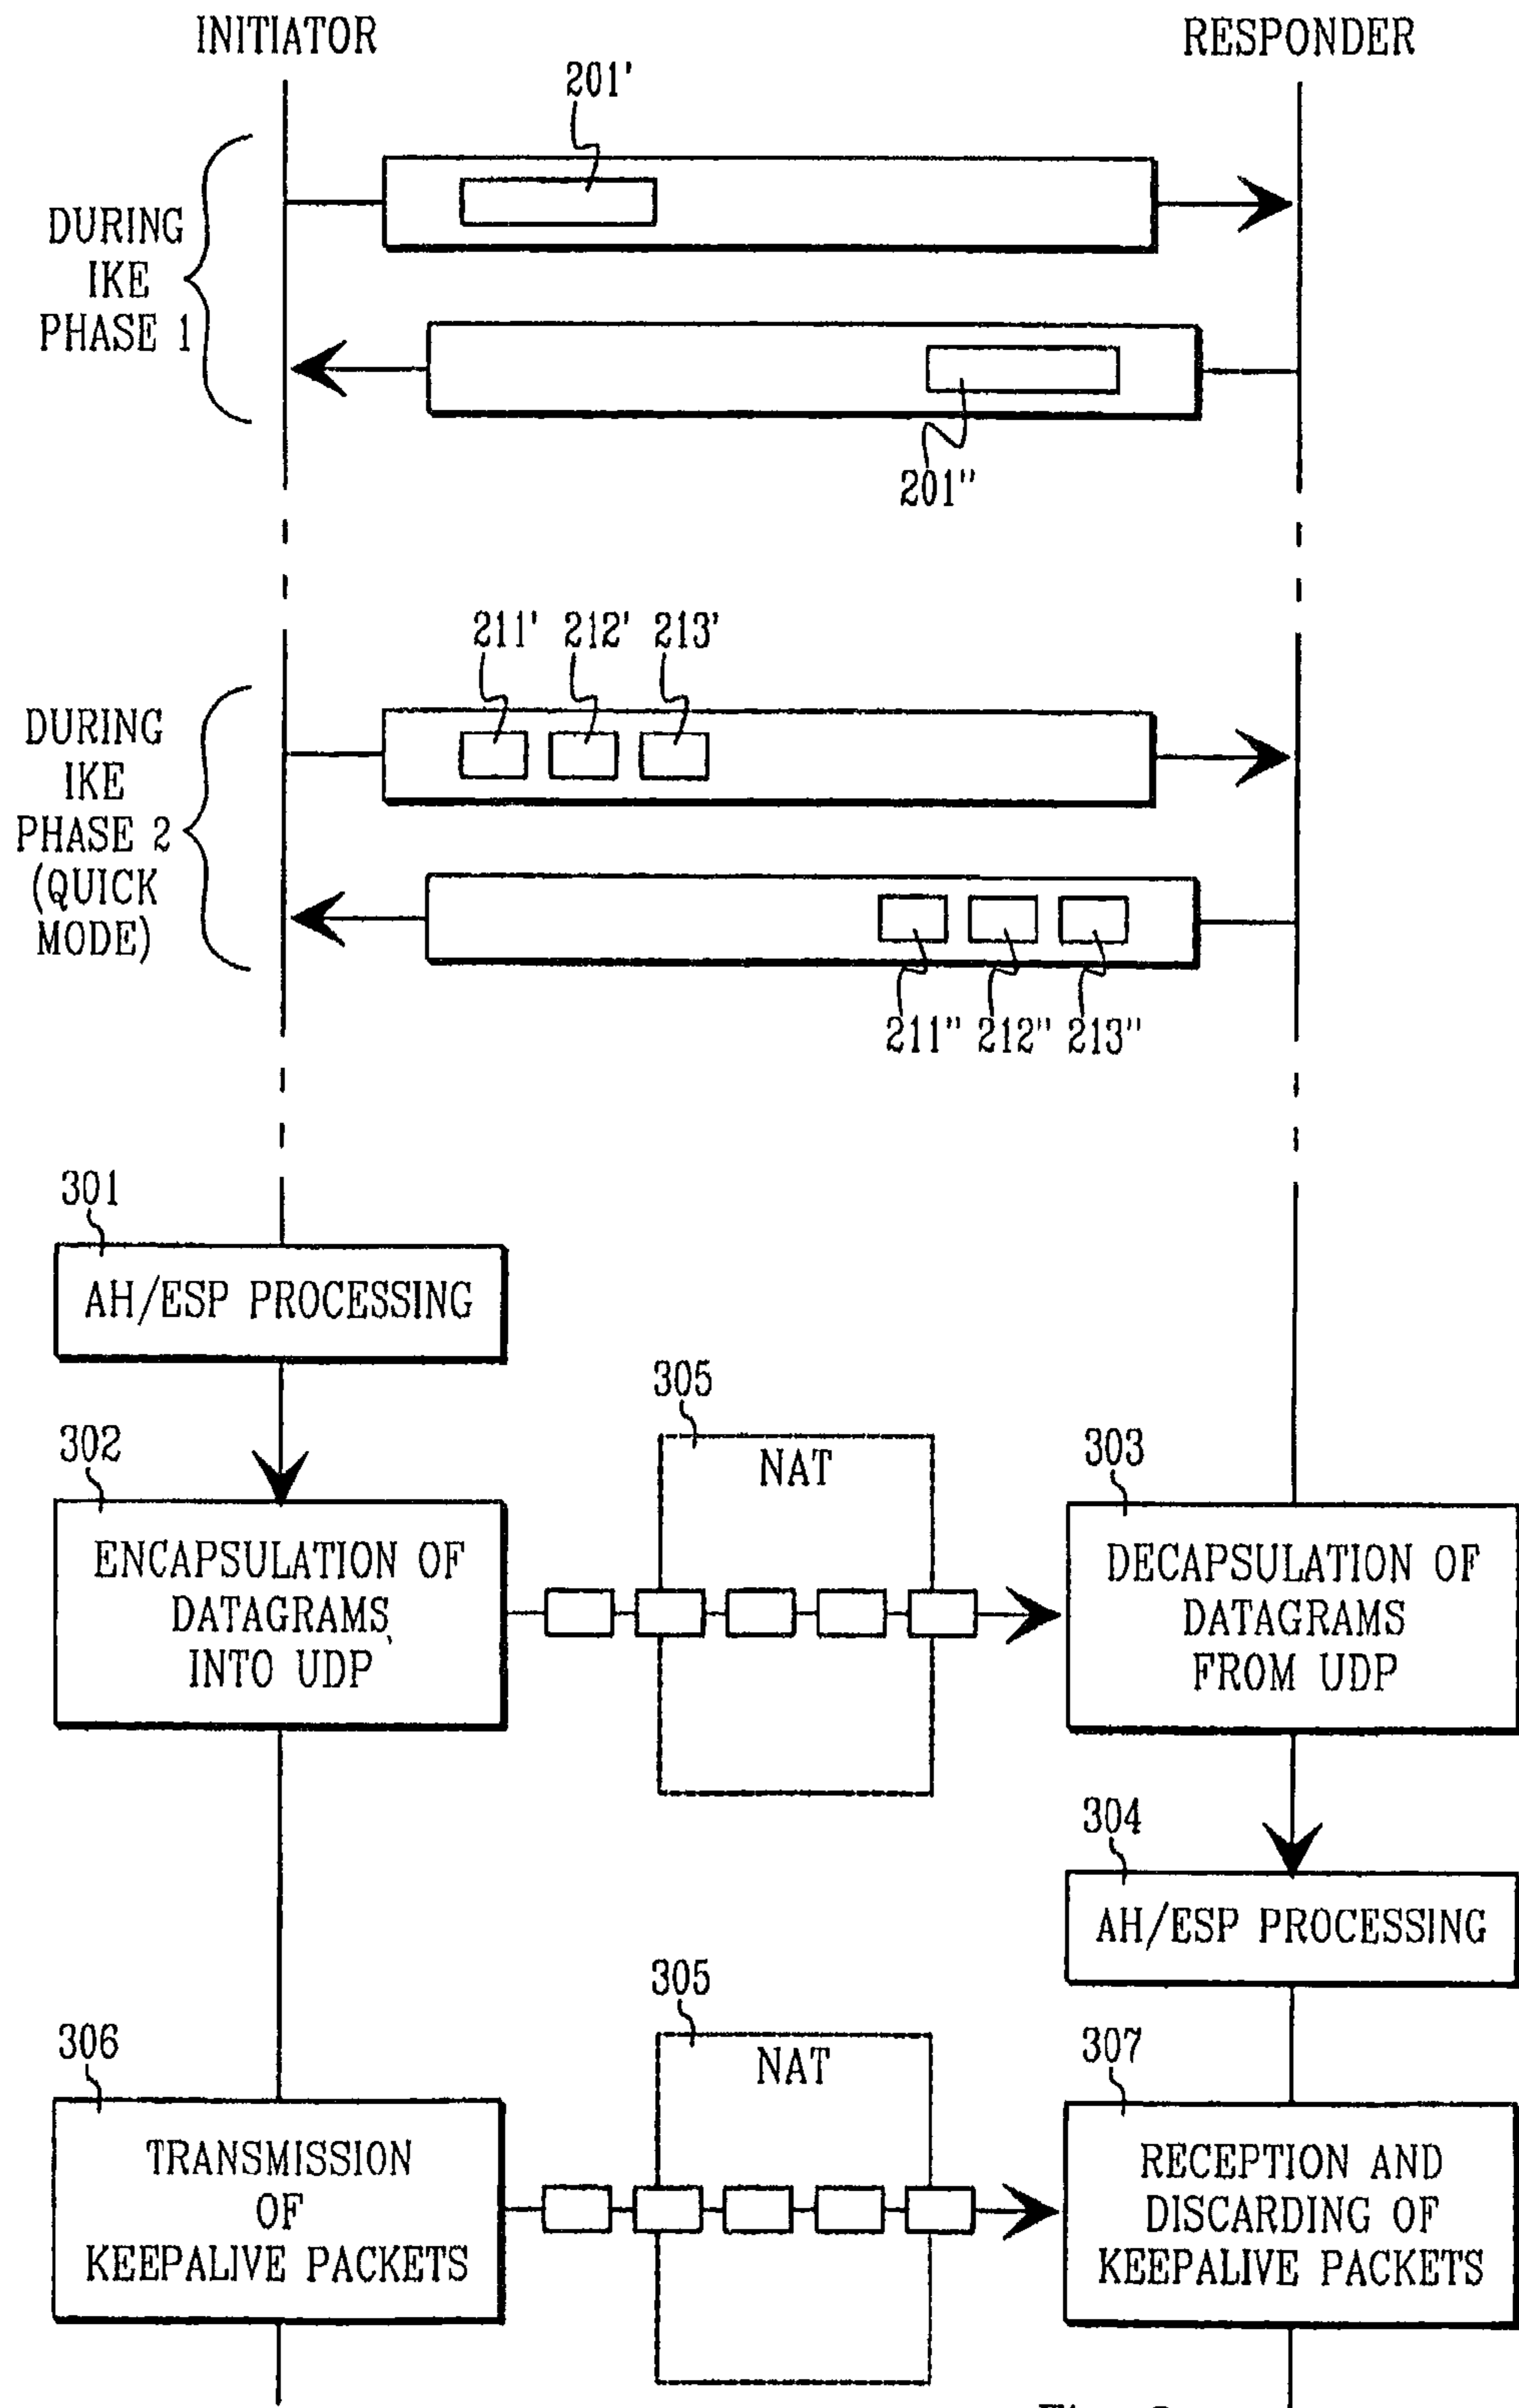 INITIATOR
RESPONDER
201'
DURING
IKE
PHASE 1
201"
211' 212' 213'
DURING
IKE
PHASE 2
(QUICK
MODE)
211" 212" 213"
301
AH/ESP PROCESSING
305
NAT
302
ENCAPSULATION OF
DATAGRAMS
INTO UDP
303
DECAPSULATION OF
DATAGRAMS
FROM UDP
304
AH/ESP PROCESSING
305
NAT
306
TRANSMISSION
OF
KEEPALIVE PACKETS
307
RECEPTION AND
DISCARDING OF
KEEPALIVE PACKETS